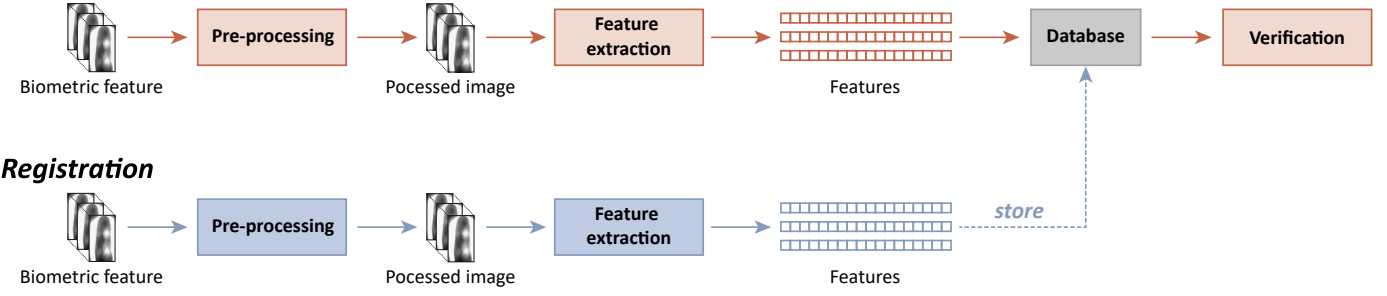 Pre-processing
Feature
extraction
Database
Verification
Biometric feature
Pocessed image
Features
Registration
Pre-processing
Feature
extraction
store
Biometric feature
Pocessed image
Features